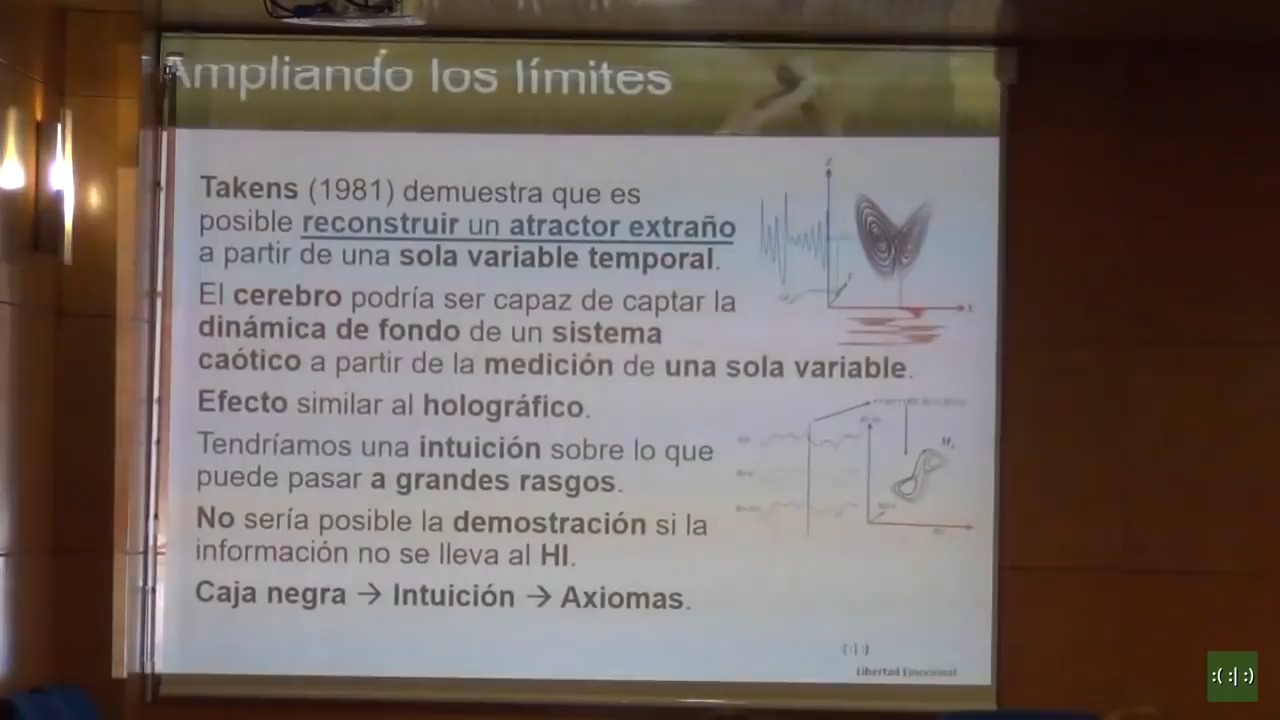 Ampliando los límites
Takens (1981) demuestra que es
posible reconstruir un atractor extraño
a partir de una sola variable temporal.
El cerebro podría ser capaz de captar la
dinámica de fondo de un sistema
caótico a partir de la medición de una sola variable.
Efecto similar al holográfico.
Tendríamos una intuición sobre lo que
puede pasar a grandes rasgos.
No sería posible la demostración si la
información no se lleva al HI.
Caja negra → Intuición → Axiomas.
Z
X
( · | · )
Libertad Emocional
:( :| :)